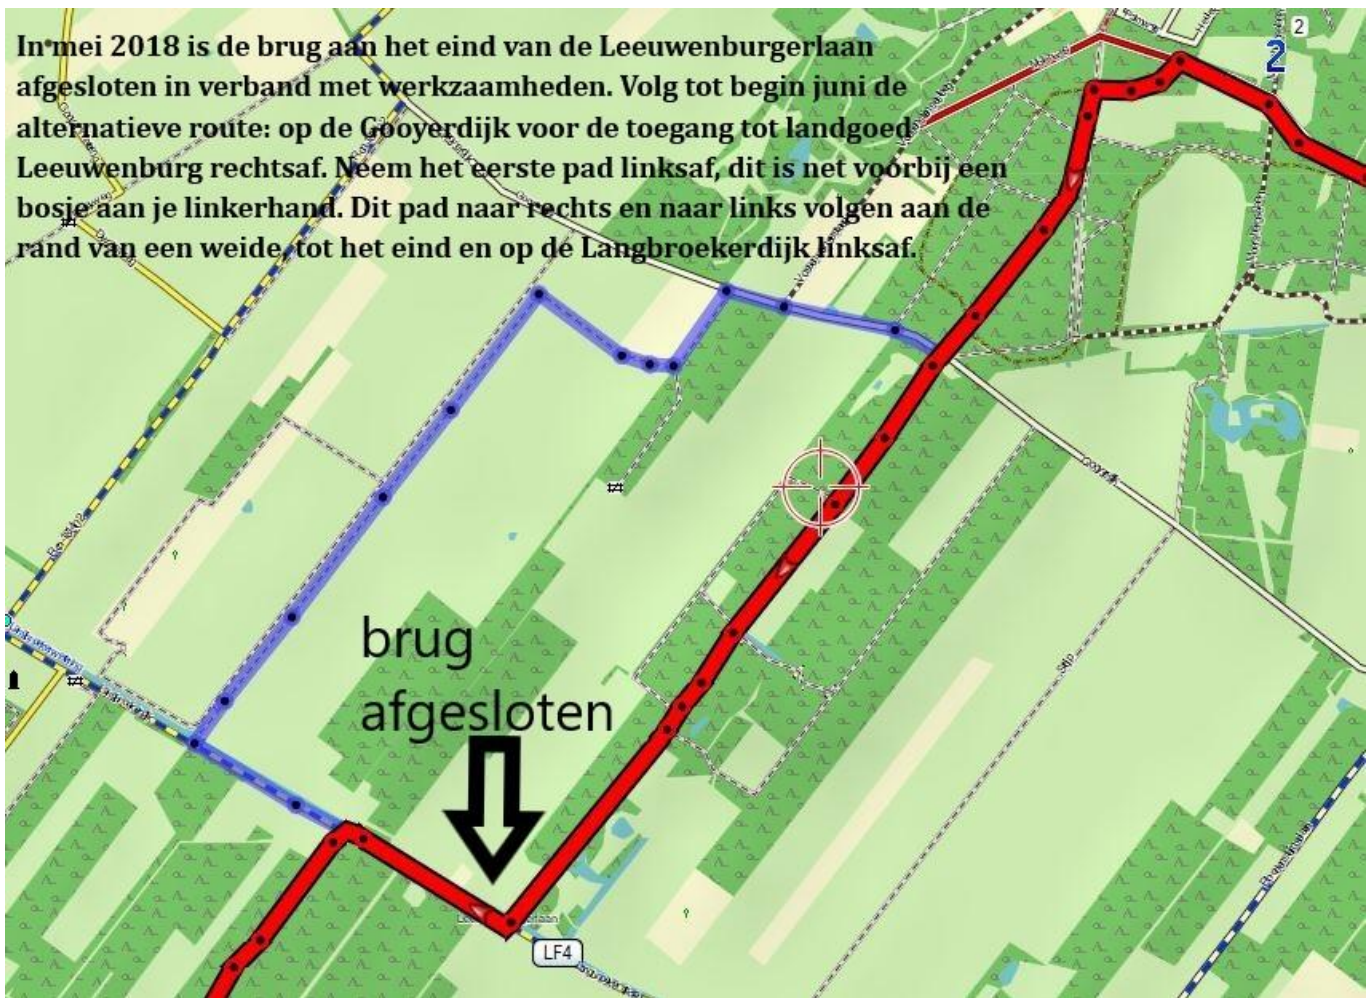 In mei 2018 is de brug aan het eind van de Leeuwenburgerlaan
afgesloten in verband met werkzaamheden. Volg tot begin juni de
alternatieve route: op de Gooyerdijk voor de toegang tot landgoed
Leeuwenburg rechtsaf. Neem het eerste pad linksaf, dit is net voorbij een
bosje aan je linkerhand. Dit pad naar rechts en naar links volgen aan de
rand van een weide, tot het eind en op de Langbroekerdijk linksaf.
2
2
brug
afgesloten
LF4